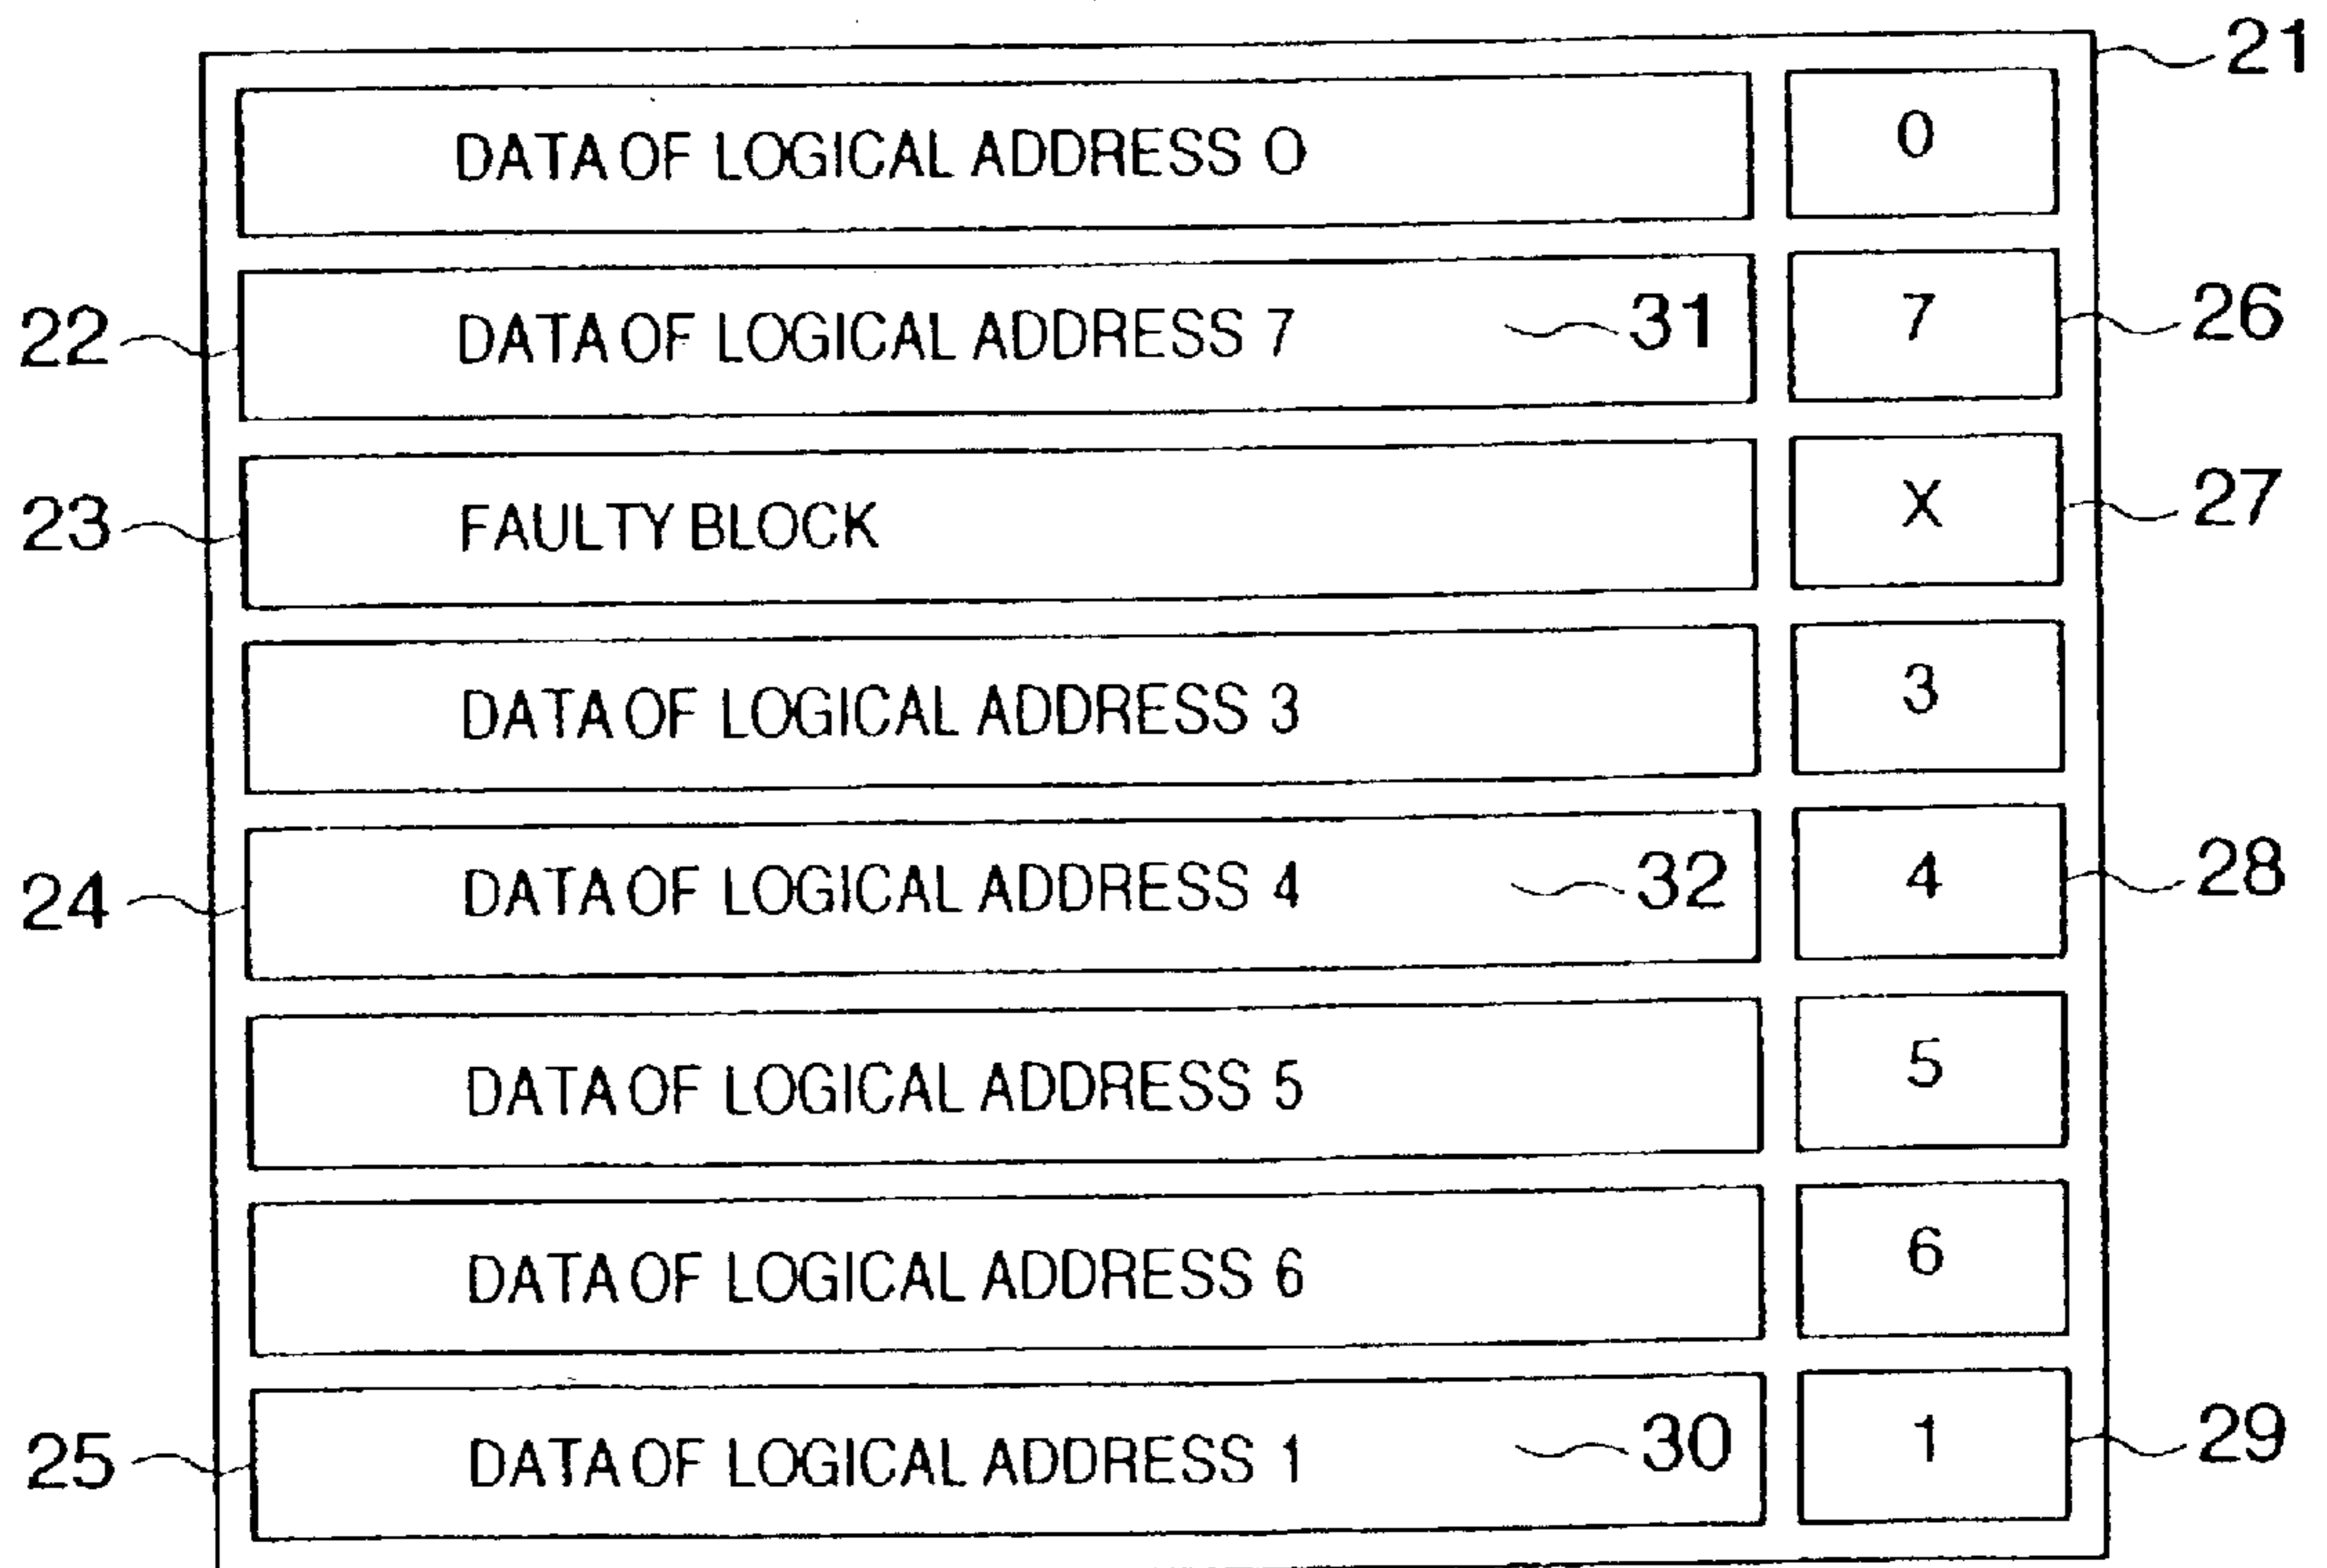 21
DATA OF LOGICAL ADDRESS 0 0
22 DATA OF LOGICAL ADDRESS 7 31 7 26
23 FAULTY BLOCK X 27
DATA OF LOGICAL ADDRESS 3 3
24 DATA OF LOGICAL ADDRESS 4 32 4 28
DATA OF LOGICAL ADDRESS 5 5
DATA OF LOGICAL ADDRESS 6 6
25 DATA OF LOGICAL ADDRESS 1 30 1 29